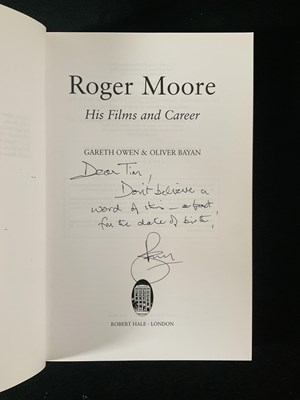 Roger Moore
His Films and Career
GARETH OWEN & OLIVER BAYAN
Dear Tim,
Don't believe a
word of this – apart
for the date of birth!
ROBERT HALE · LONDON